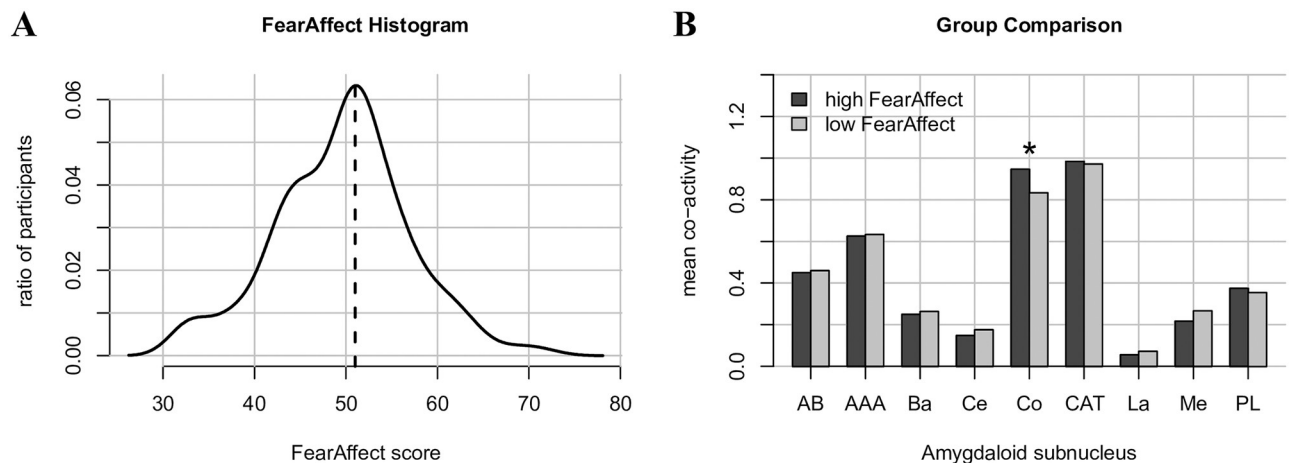 A
FearAffect Histogram
ratio of participants
0.06
0.04
0.02
0.00
30 40 50 60 70 80
FearAffect score
B
Group Comparison
high FearAffect
low FearAffect
mean co-activity
1.2
0.8
0.4
0.0
*
AB AAA Ba Ce Co CAT La Me PL
Amygdaloid subnucleus